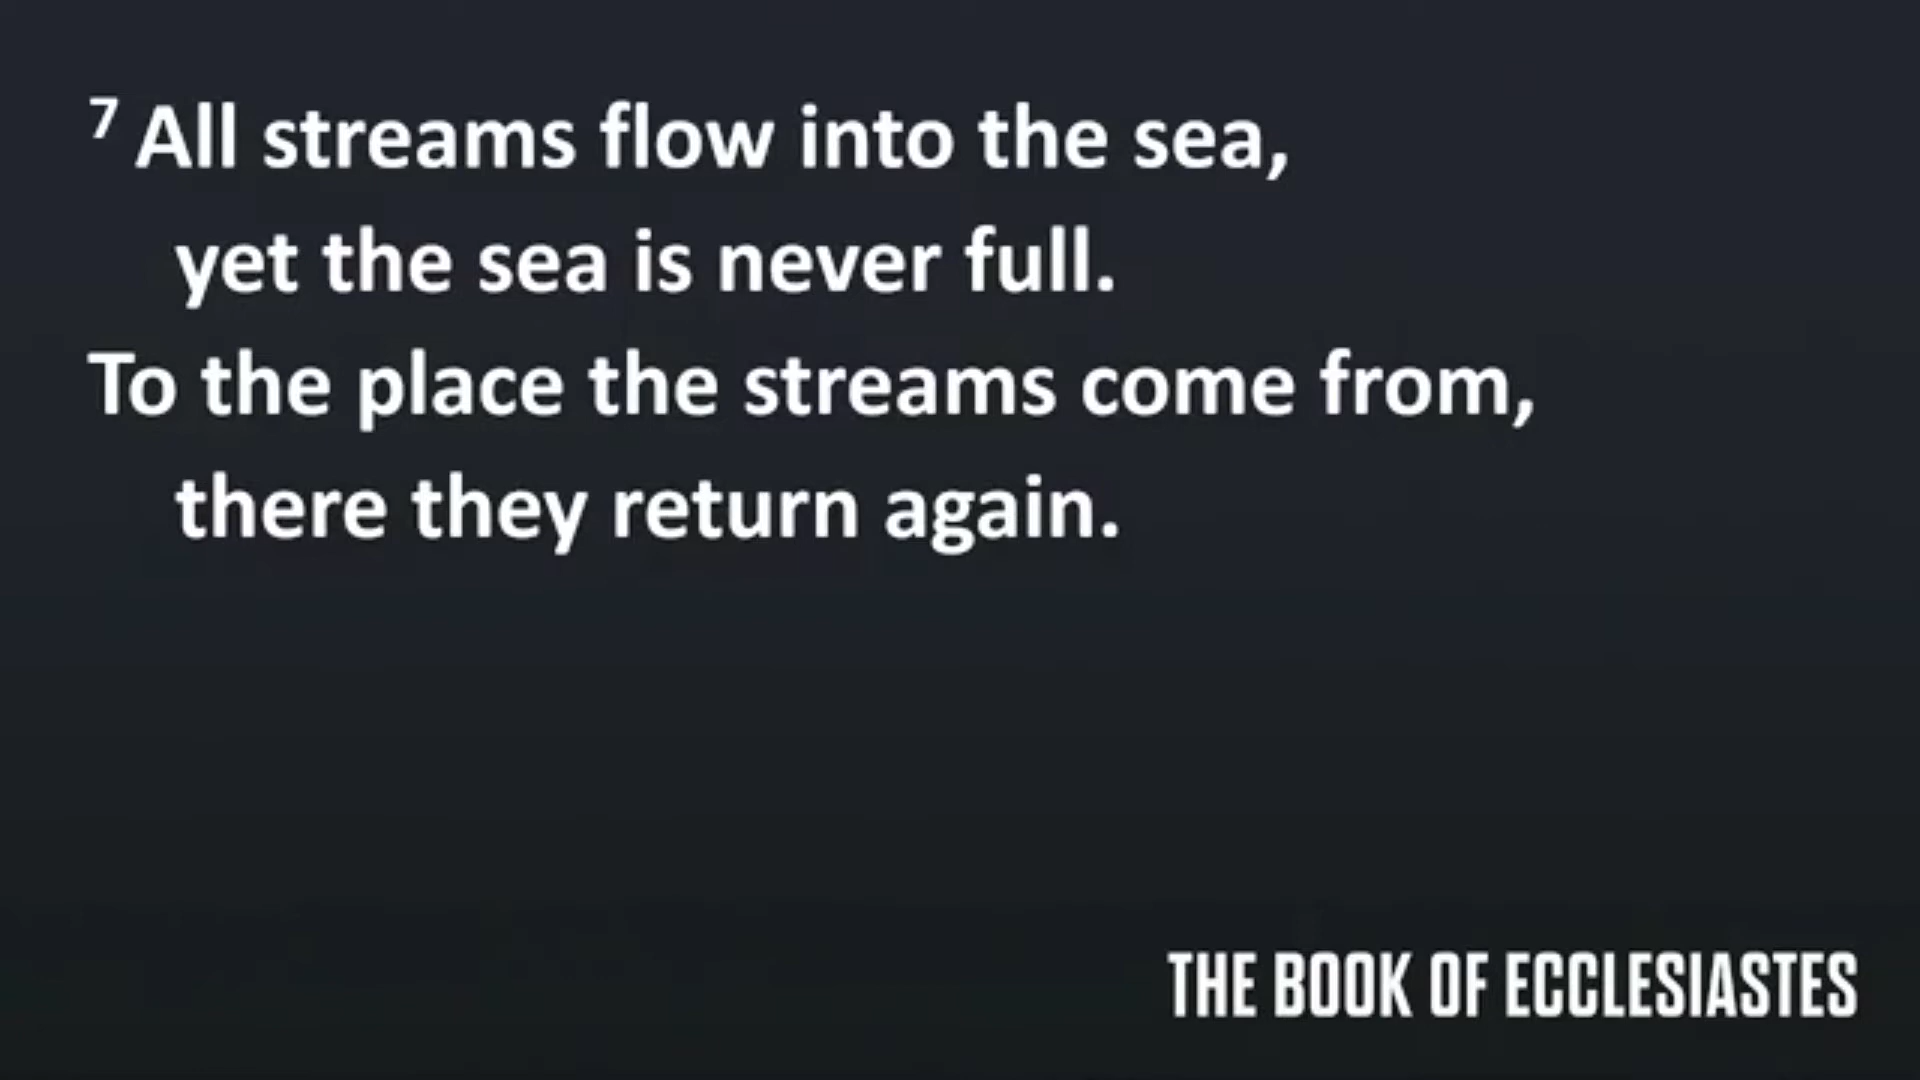 7 All streams flow into the sea,
yet the sea is never full.
To the place the streams come from,
there they return again.
THE BOOK OF ECCLESIASTES